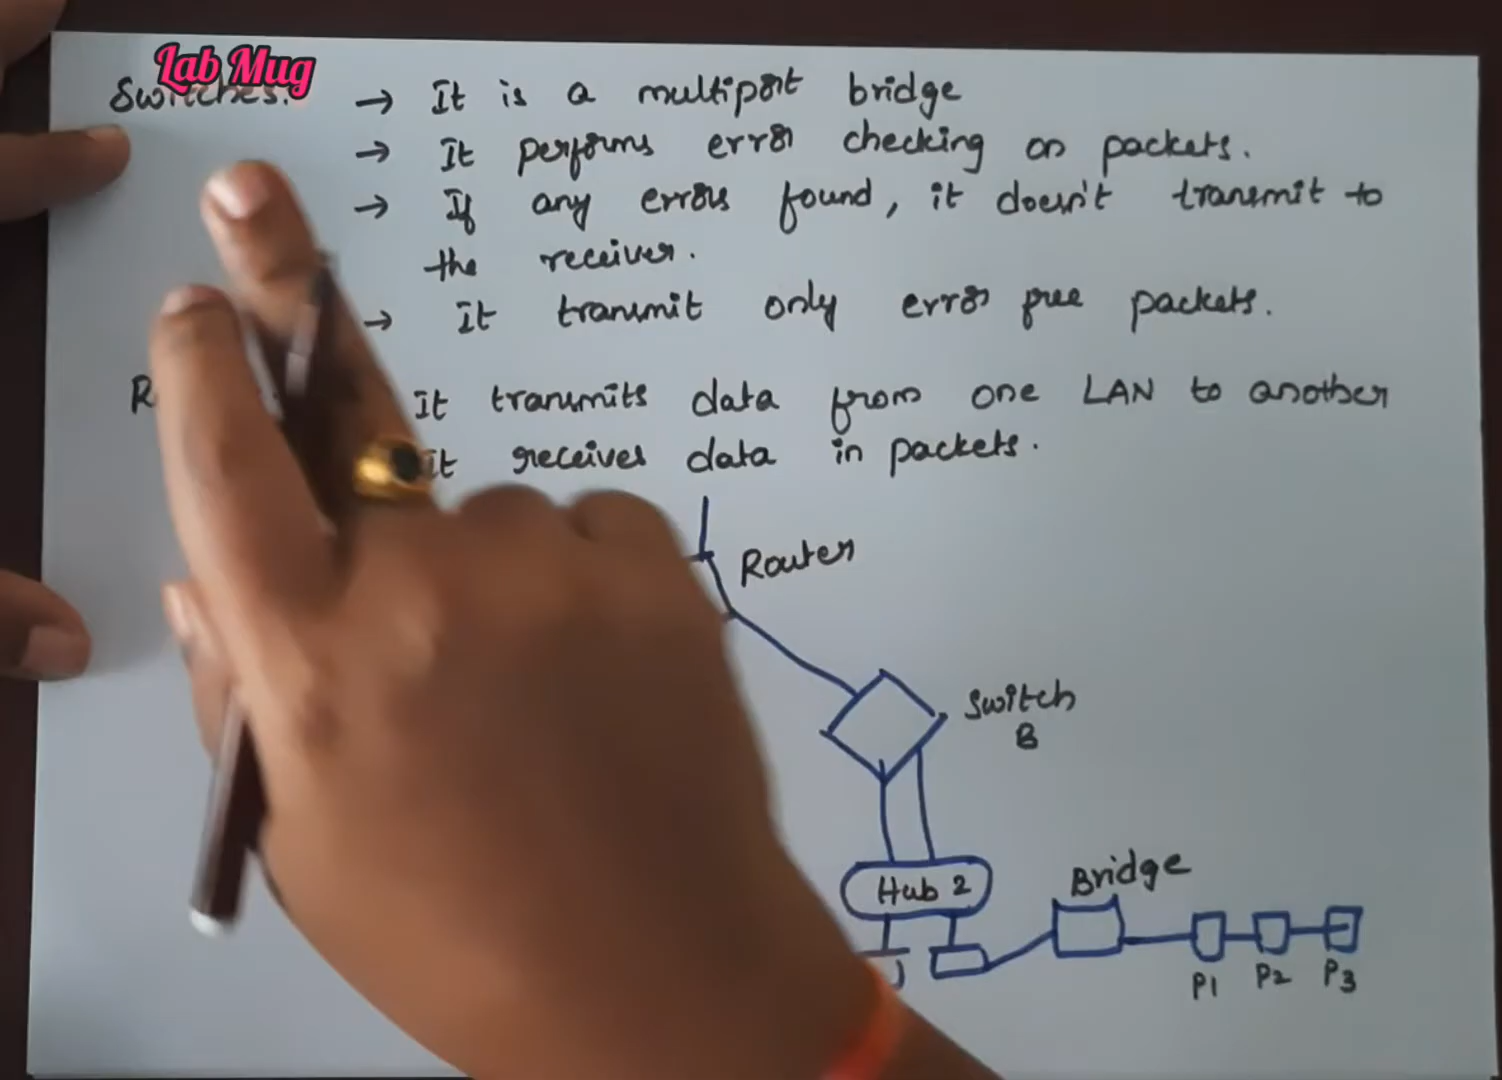 Lab Mug
Switches: → It is a multiport bridge
→ It performs error checking on packets.
→ If any errors found, it doesn't transmit to
the receiver.
→ It transmit only error free packets.
R It transmits data from one LAN to another
It receives data in packets.
Router
Switch
B
Hub 2
Bridge
P1 P2 P3